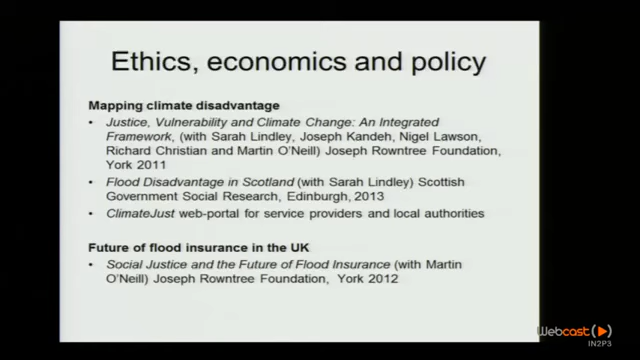 Ethics, economics and policy
Mapping climate disadvantage
• Justice, Vulnerability and Climate Change: An Integrated
Framework, (with Sarah Lindley, Joseph Kandeh, Nigel Lawson,
Richard Christian and Martin O'Neill) Joseph Rowntree Foundation,
York 2011
• Flood Disadvantage in Scotland (with Sarah Lindley) Scottish
Government Social Research, Edinburgh, 2013
• ClimateJust web-portal for service providers and local authorities
Future of flood insurance in the UK
• Social Justice and the Future of Flood Insurance (with Martin
O'Neill) Joseph Rowntree Foundation, York 2012
Webcast
IN2P3